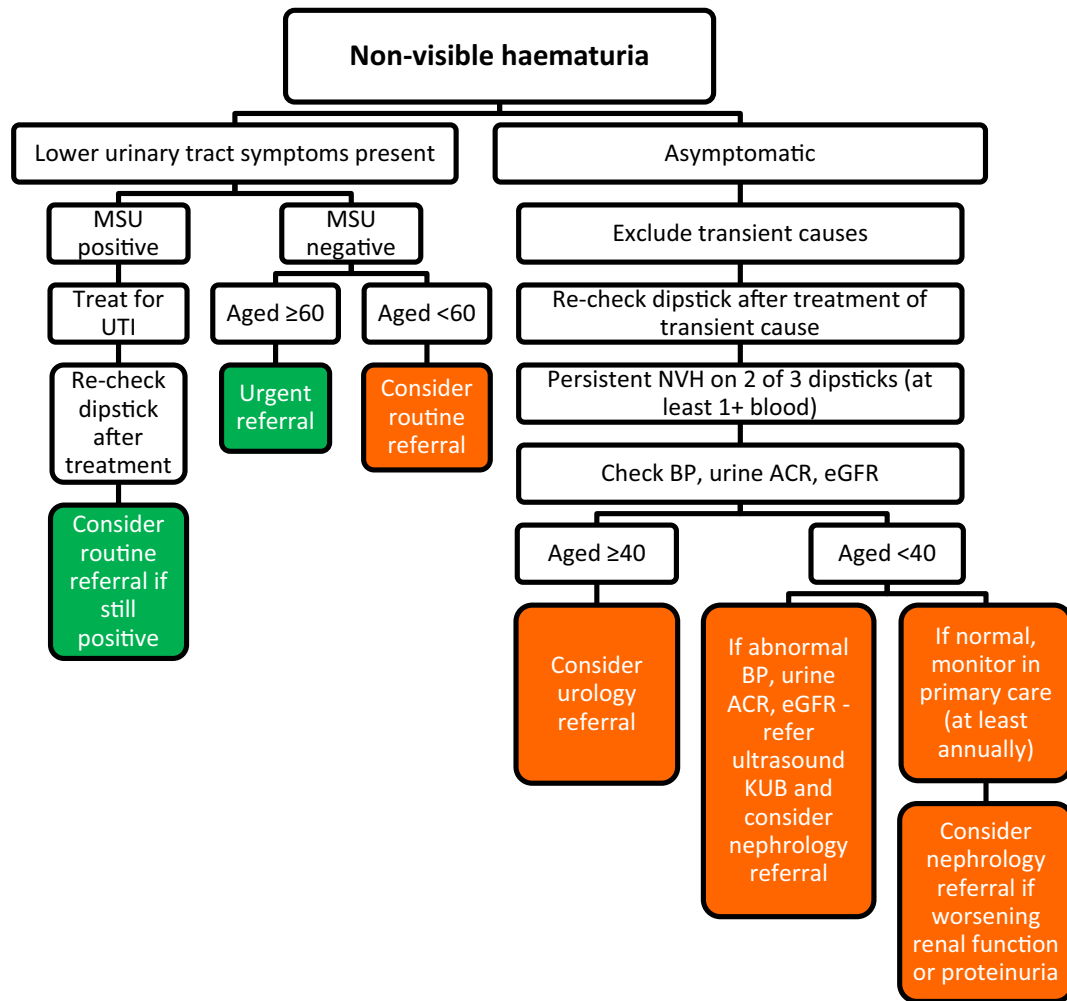 Non-visible haematuria
Lower urinary tract symptoms present
Asymptomatic
MSU
positive
MSU
negative
Exclude transient causes
Treat for
UTI
Aged ≥60
Aged <60
Re-check dipstick after treatment of
transient cause
Re-check
dipstick
after
treatment
Urgent
referral
Consider
routine
referral
Persistent NVH on 2 of 3 dipsticks (at
least 1+ blood)
Check BP, urine ACR, eGFR
Consider
routine
referral if
still
positive
Aged ≥40
Aged <40
Consider
urology
referral
If abnormal
BP, urine
ACR, eGFR -
refer
ultrasound
KUB and
consider
nephrology
referral
If normal,
monitor in
primary care
(at least
annually)
Consider
nephrology
referral if
worsening
renal function
or proteinuria